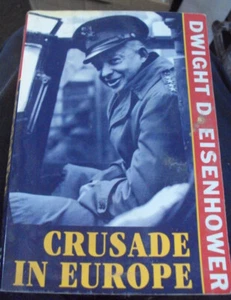 DWIGHT D. EISENHOWER
CRUSADE
IN EUROPE